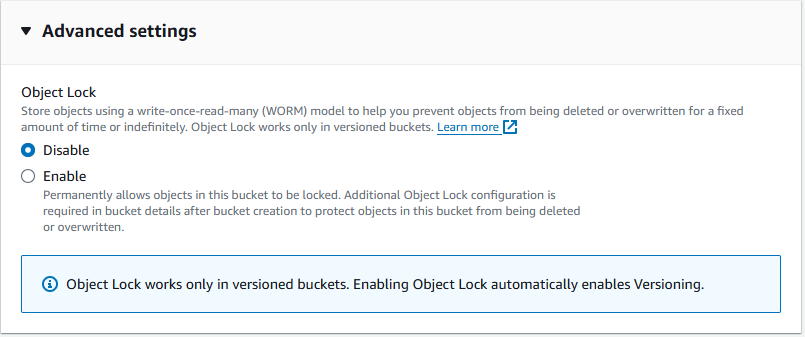 Advanced settings
Object Lock
Store objects using a write-once-read-many (WORM) model to help you prevent objects from being deleted or overwritten for a fixed
amount of time or indefinitely. Object Lock works only in versioned buckets. Learn more
Disable
Enable
Permanently allows objects in this bucket to be locked. Additional Object Lock configuration is
required in bucket details after bucket creation to protect objects in this bucket from being deleted
or overwritten.
Object Lock works only in versioned buckets. Enabling Object Lock automatically enables Versioning.